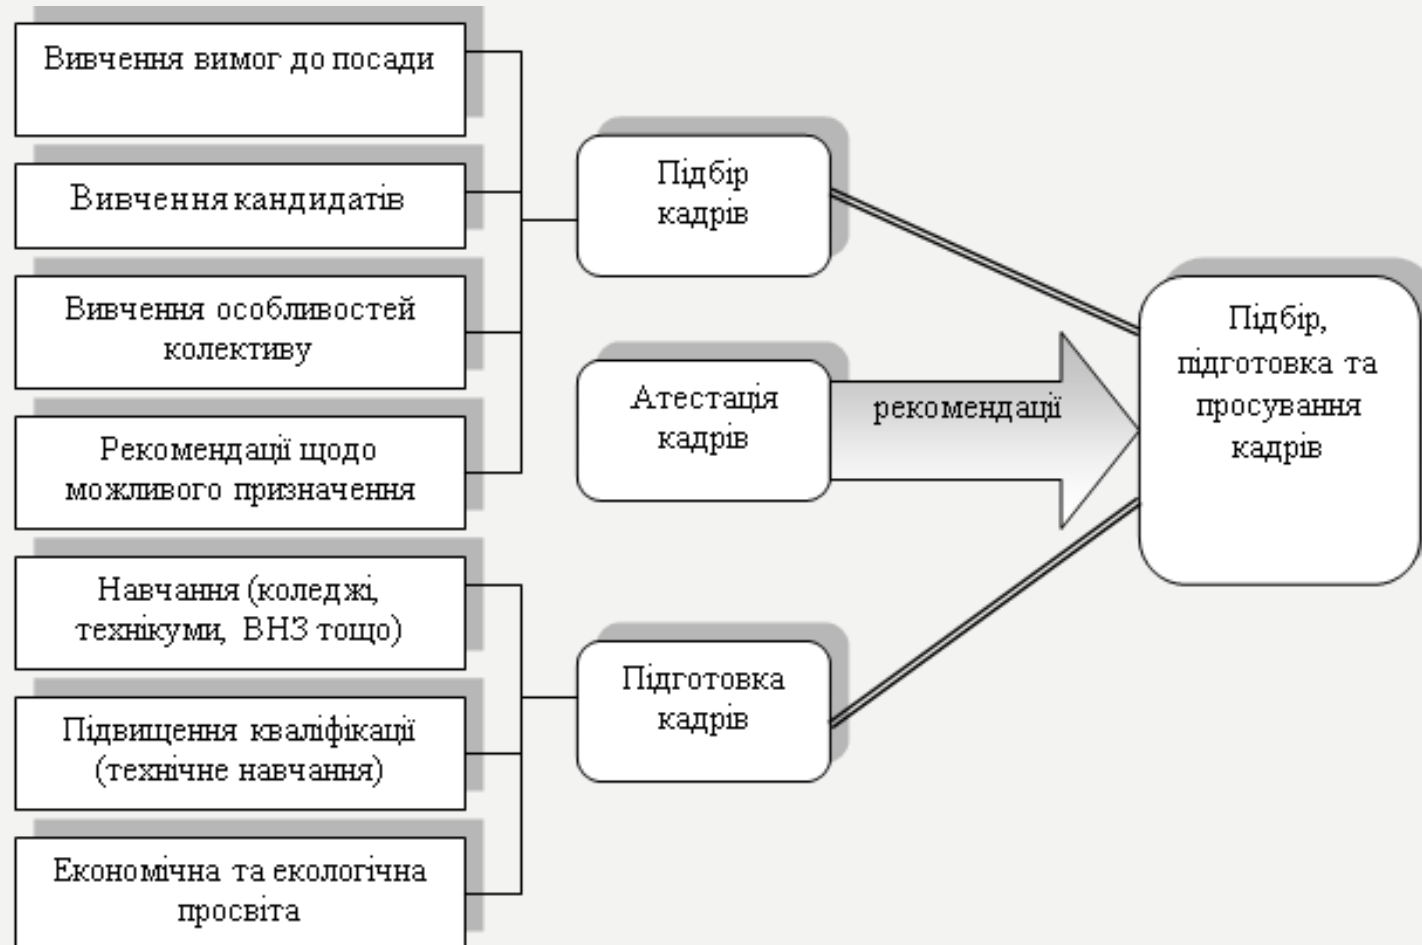 Вивчення вимог до посади
Вивчення кандидатів
Вивчення особливостей
колективу
Рекомендації щодо
можливого призначення
Навчання (коледжі,
технікуми, ВНЗ тощо)
Підвищення кваліфікації
(технічне навчання)
Економічна та екологічна
просвіта
Підбір
кадрів
Атестація
кадрів
Підготовка
кадрів
рекомендації
Підбір,
підготовка та
просування
кадрів